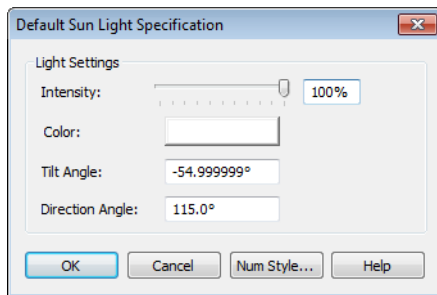 Default Sun Light Specification
Light Settings
Intensity: 100%
Color:
Tilt Angle: -54.999999°
Direction Angle: 115.0°
OK Cancel Num Style... Help